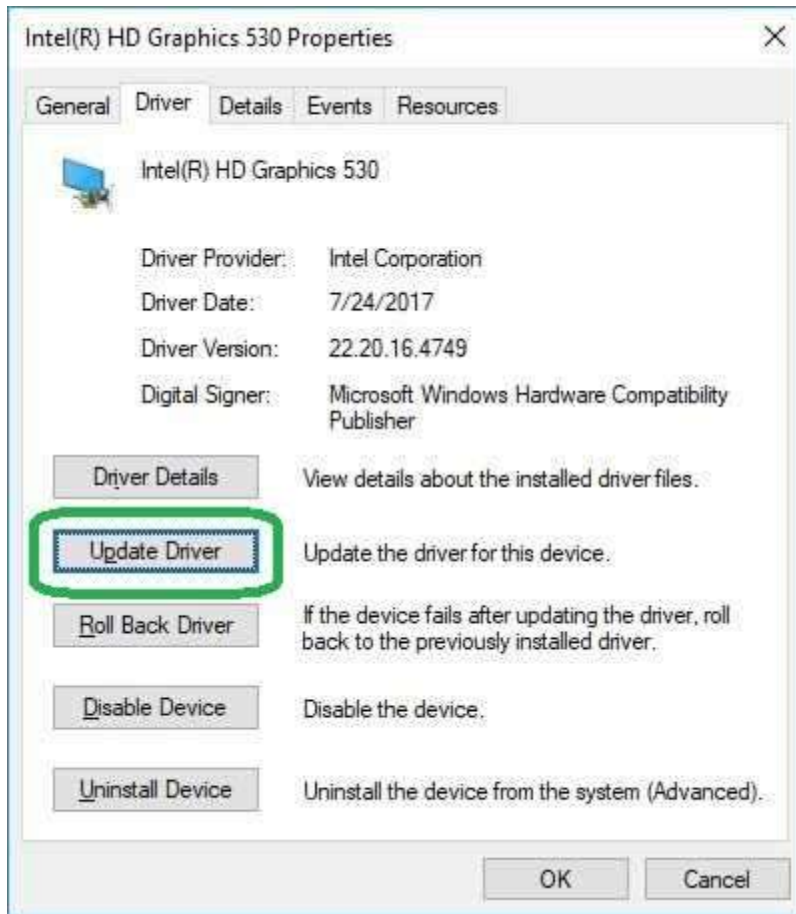 Intel(R) HD Graphics 530 Properties
General Driver Details Events Resources
Intel(R) HD Graphics 530
Driver Provider: Intel Corporation
Driver Date: 7/24/2017
Driver Version: 22.20.16.4749
Digital Signer: Microsoft Windows Hardware Compatibility
Publisher
Driver Details View details about the installed driver files.
Update Driver Update the driver for this device.
Roll Back Driver If the device fails after updating the driver, roll
back to the previously installed driver.
Disable Device Disable the device.
Uninstall Device Uninstall the device from the system (Advanced).
OK Cancel